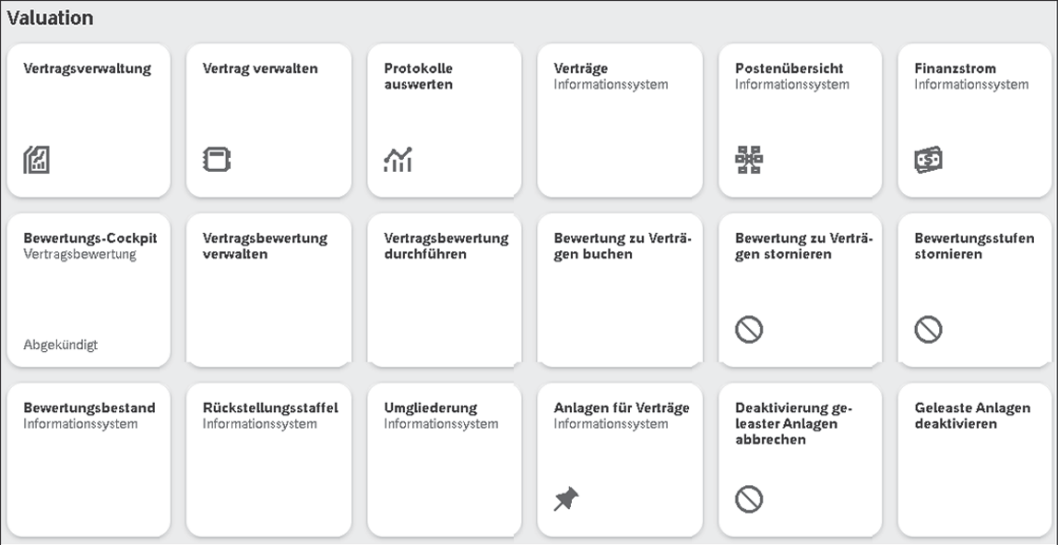 Valuation
Vertragsverwaltung
Vertrag verwalten
Protokolle
auswerten
Verträge
Informationssystem
Postenübersicht
Informationssystem
Finanzstrom
Informationssystem
Bewertungs-Cockpit
Vertragsbewertung
Abgekündigt
Vertragsbewertung
verwalten
Vertragsbewertung
durchführen
Bewertung zu Verträ-
gen buchen
Bewertung zu Verträ-
gen stornieren
Bewertungsstufen
stornieren
Bewertungsbestand
Informationssystem
Rückstellungsstaffel
Informationssystem
Umgliederung
Informationssystem
Anlagen für Verträge
Informationssystem
Deaktivierung ge-
leaster Anlagen
abbrechen
Geleaste Anlagen
deaktivieren